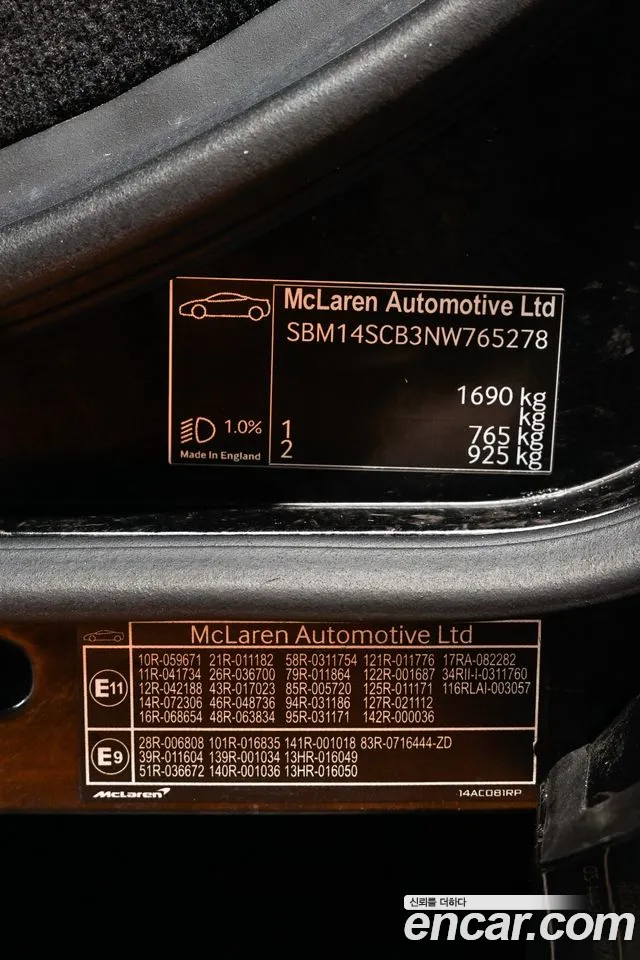 McLaren Automotive Ltd
SBM14SCB3NW765278
1690 kg
kg
1.0% 1 765 kg
Made In England 2 925 kg
McLaren Automotive Ltd
E11
10R-059671 21R-011182 58R-0311754 121R-011776 17RA-082282
11R-041734 26R-036700 79R-011864 122R-001687 34RII-I-0311760
12R-042188 43R-017023 85R-005720 125R-011171 116RLAI-003057
14R-072306 46R-048736 94R-031186 127R-021112
16R-068654 48R-063834 95R-031171 142R-000036
E9
28R-006808 101R-016835 141R-001018 83R-0716444-ZD
39R-011604 139R-001034 13HR-016049
51R-036672 140R-001036 13HR-016050
McLaren 14AC081RP
신뢰를 더하다
encar.com